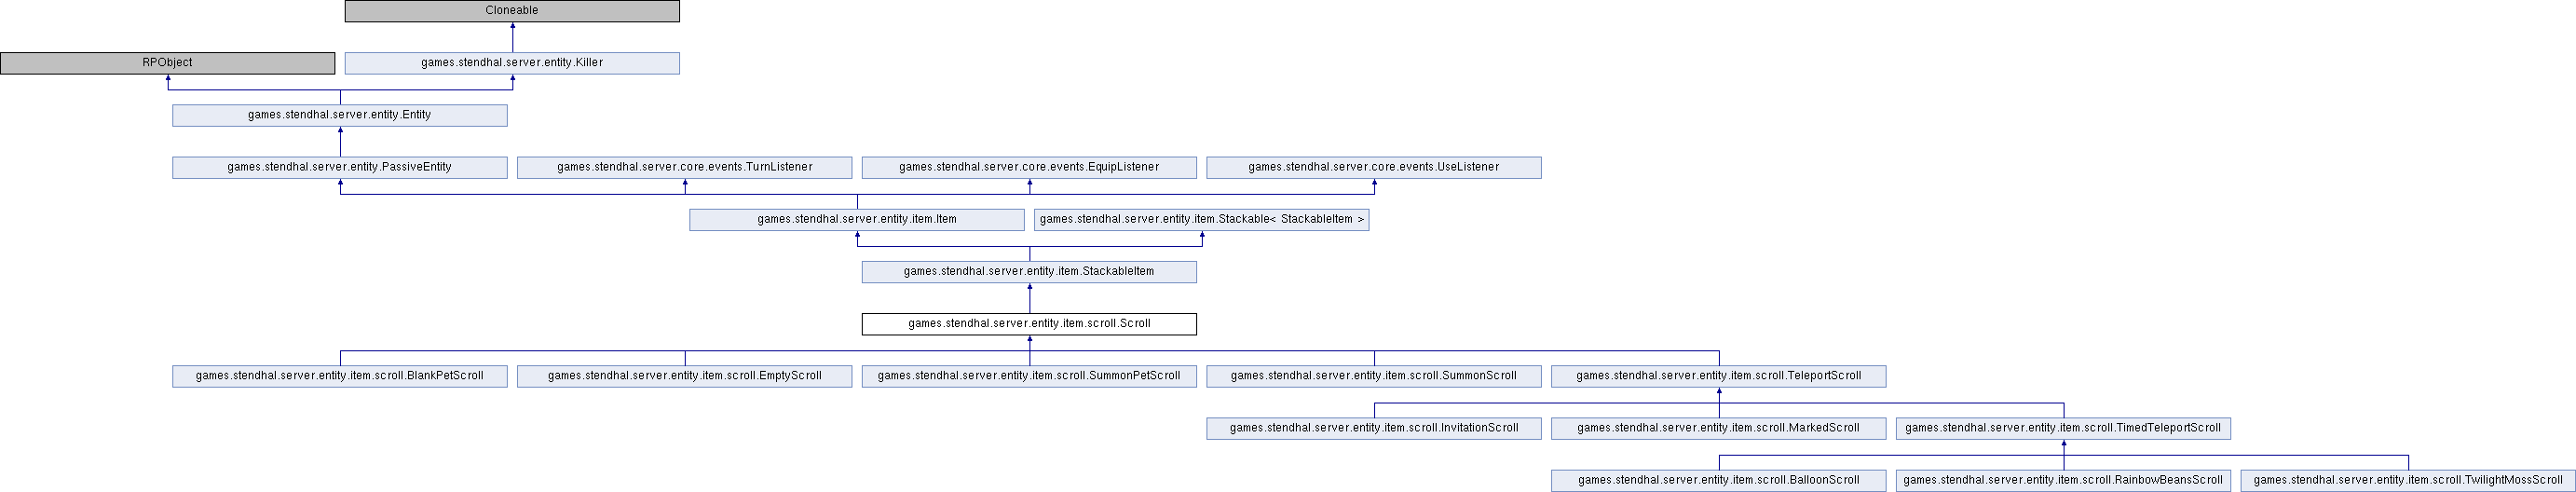 Cloneable
RPObject
games.stendhal.server.entity.Killer
games.stendhal.server.entity.Entity
games.stendhal.server.entity.PassiveEntity
games.stendhal.server.core.events.TurnListener
games.stendhal.server.core.events.EquipListener
games.stendhal.server.core.events.UseListener
games.stendhal.server.entity.item.Item
games.stendhal.server.entity.item.Stackable< StackableItem >
games.stendhal.server.entity.item.StackableItem
games.stendhal.server.entity.item.scroll.Scroll
games.stendhal.server.entity.item.scroll.BlankPetScroll
games.stendhal.server.entity.item.scroll.EmptyScroll
games.stendhal.server.entity.item.scroll.SummonPetScroll
games.stendhal.server.entity.item.scroll.SummonScroll
games.stendhal.server.entity.item.scroll.TeleportScroll
games.stendhal.server.entity.item.scroll.InvitationScroll
games.stendhal.server.entity.item.scroll.MarkedScroll
games.stendhal.server.entity.item.scroll.TimedTeleportScroll
games.stendhal.server.entity.item.scroll.BalloonScroll
games.stendhal.server.entity.item.scroll.RainbowBeansScroll
games.stendhal.server.entity.item.scroll.TwilightMossScroll